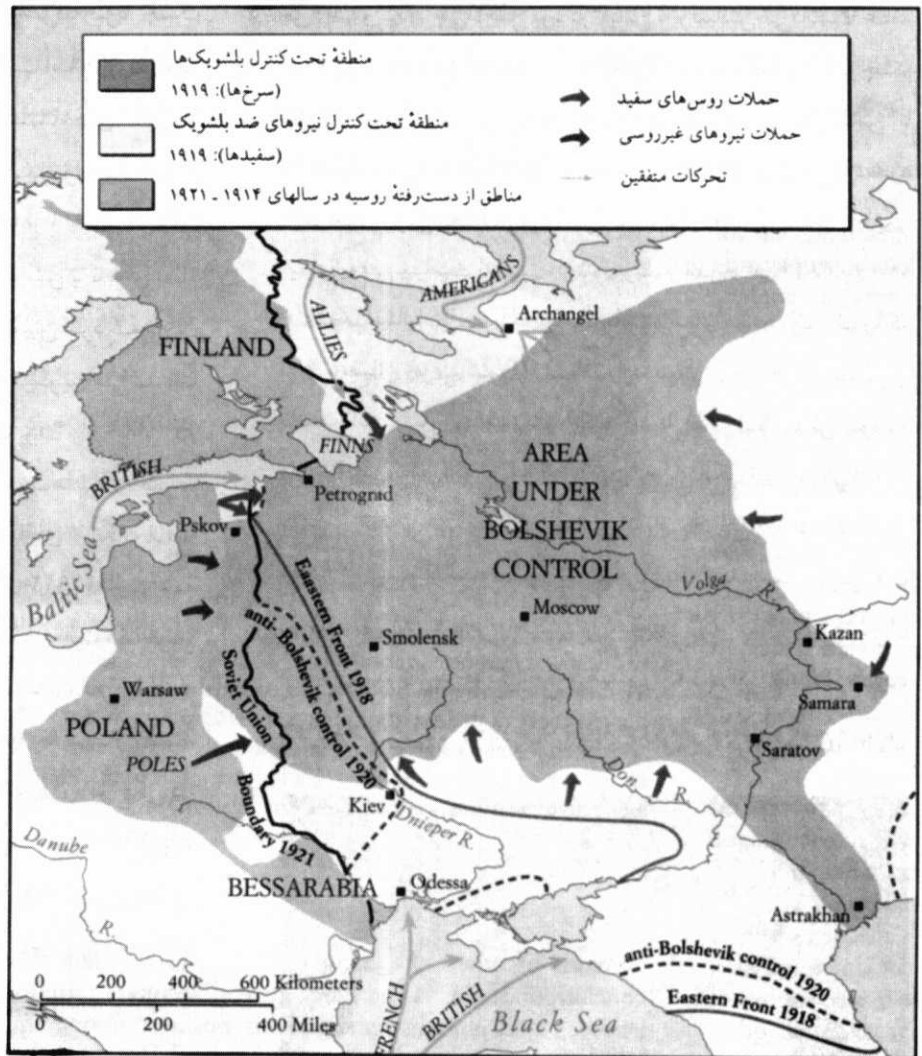 منطقهٔ تحت کنترل بلشویک‌ها
(سرخ‌ها): ۱۹۱۹
منطقهٔ تحت کنترل نیروهای ضد بلشویک
(سفیدها): ۱۹۱۹
مناطق از دست‌رفتهٔ روسیه در سالهای ۱۹۱۴ـ۱۹۲۱
حملات روس‌های سفید
حملات نیروهای غیرروسی
تحرکات متفقین
AMERICANS
Archangel
ALLIES
FINLAND
FINNS
AREA
UNDER
BOLSHEVIK
CONTROL
BRITISH
Petrograd
Pskov
Baltic Sea
Volga R.
Moscow
Kazan
Eaastern Front 1918
anti- Bolshevik control 1920
Smolensk
Samara
Soviet Union
Boundary 1921
Warsaw
POLAND
POLES
Saratov
Don R.
Kiev
Dnieper R.
Danube R.
BESSARABIA
Odessa
Astrakhan
anti-Bolshevik control 1920
Eastern Front 1918
0 200 600 Kilometers
0 200 400 Miles
FRENCH
BRITISH
Black Sea